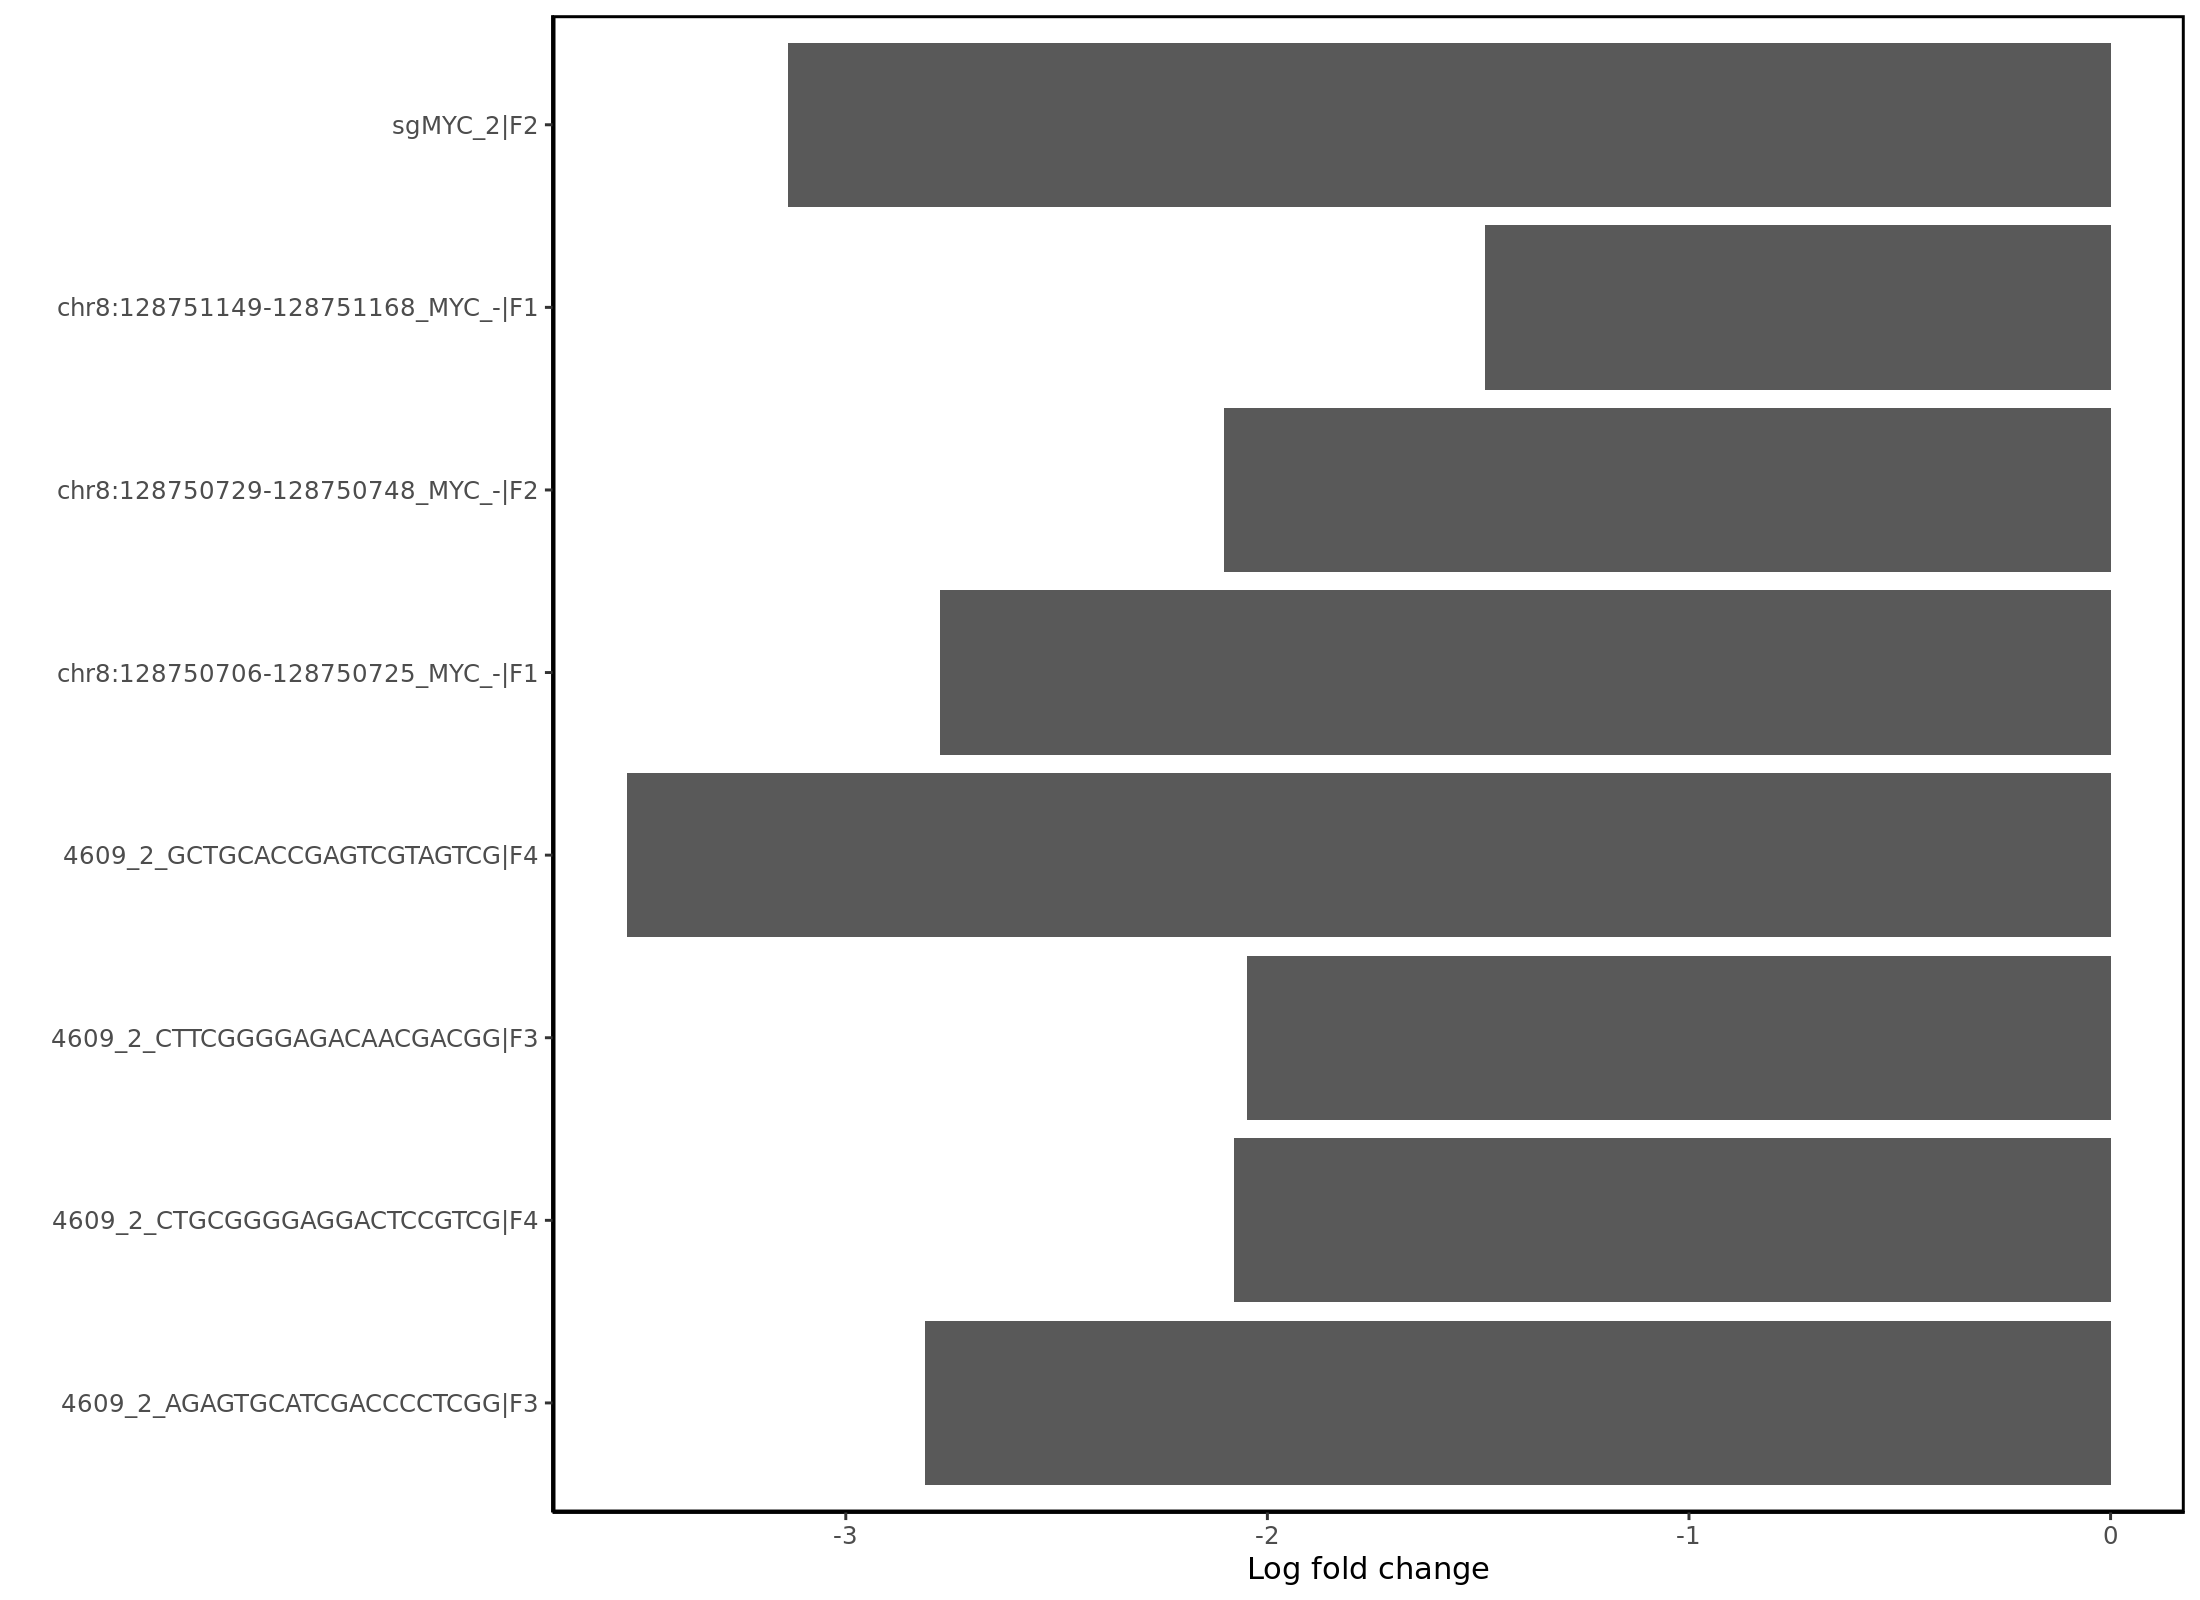 sgMYC_2|F2
chr8:128751149-128751168_MYC_-|F1
chr8:128750729-128750748_MYC_-|F2
chr8:128750706-128750725_MYC_-|F1
4609_2_GCTGCACCGAGTCGTAGTCG|F4
4609_2_CTTCGGGGAGACAACGACGG|F3
4609_2_CTGCGGGGAGGACTCCGTCG|F4
4609_2_AGAGTGCATCGACCCCTCGG|F3
-3 -2 -1 0
Log fold change